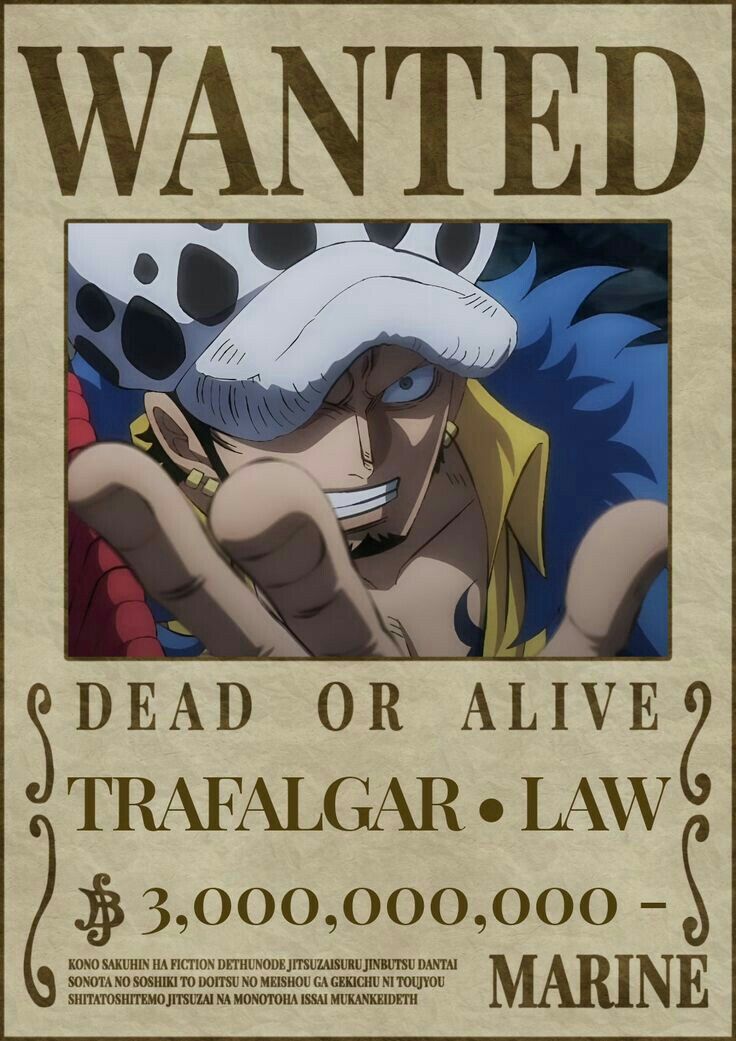 WANTED
DEAD OR ALIVE
TRAFALGAR • LAW
3,000,000,000 -
KONO SAKUHIN HA FICTION DETHUNODE JITSUZAISURU JINBUTSU DANTAI
SONOTA NO SOSHIKI TO DOITSU NO MEISHOU GA GEKICHU NI TOUJYOU
SHITATOSHITEMO JITSUZAI NA MONOTOHA ISSAI MUKANKEIDETH
MARINE